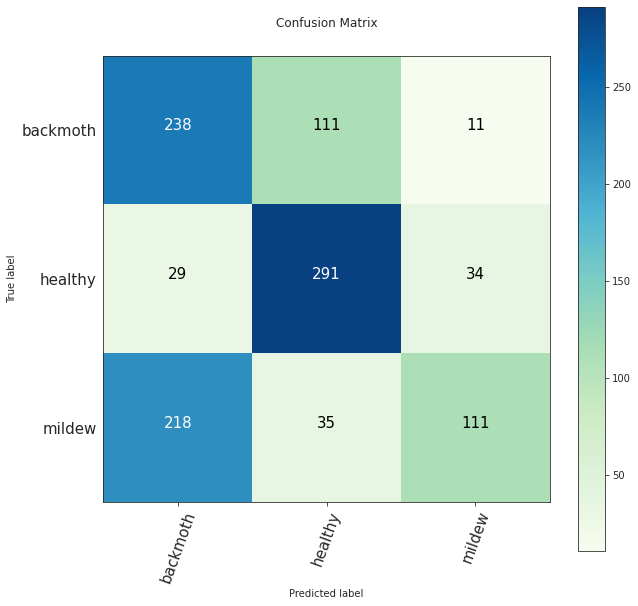 Confusion Matrix
backmoth
238
111
11
healthy
29
291
34
mildew
218
35
111
backmoth
healthy
mildew
True label
Predicted label
250
200
150
100
50